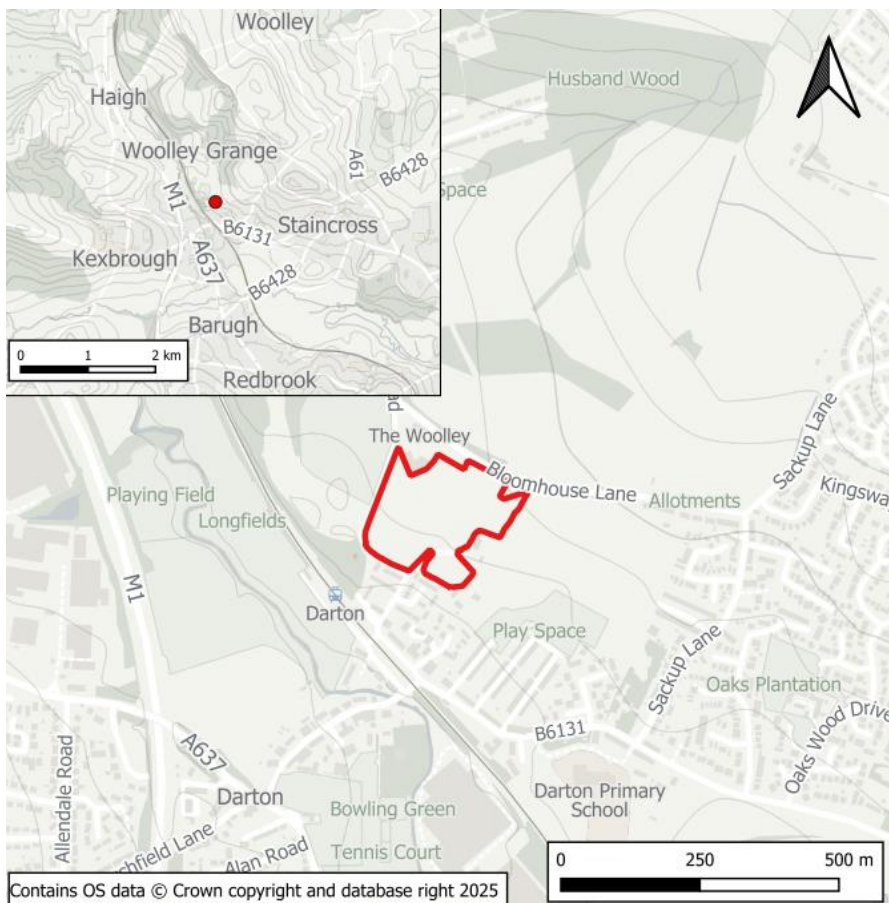 Woolley
Haigh
Woolley Grange
A61
B6428
M1
B6131
Staincross
Kexbrough
A637
B6428
Barugh
0 1 2 km
Redbrook
Husband Wood
Space
ad
The Woolley
Bloomhouse Lane
Sackup Lane
Playing Field
Allotments
Kingsway
Longfields
M1
Darton
Play Space
Sackup Lane
Oaks Plantation
B6131
Oaks Wood Drive
A637
Allendale Road
Darton
Darton Primary
School
Bowling Green
chfield Lane
Alan Road
Tennis Court
0 250 500 m
Contains OS data © Crown copyright and database right 2025